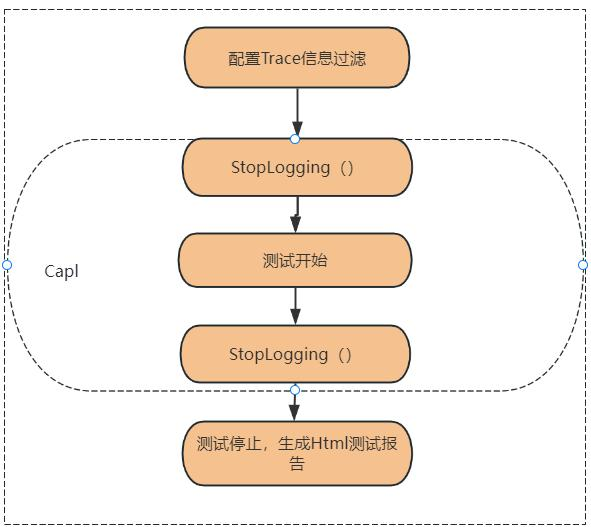 配置Trace信息过滤
StopLogging（）
测试开始
Capl
StopLogging（）
测试停止，生成Html测试报
告